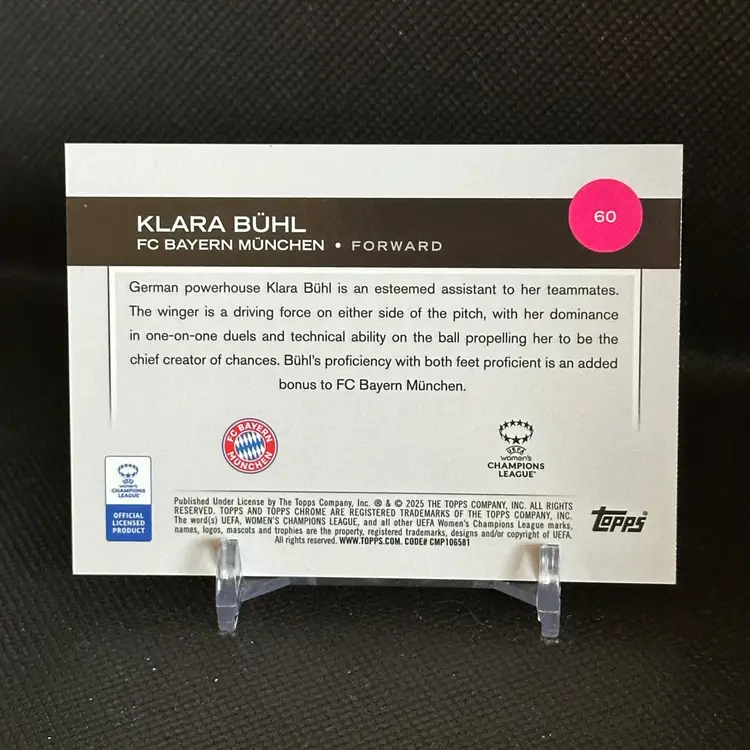 KLARA BÜHL
FC BAYERN MÜNCHEN • FORWARD
60
German powerhouse Klara Bühl is an esteemed assistant to her teammates.
The winger is a driving force on either side of the pitch, with her dominance
in one-on-one duels and technical ability on the ball propelling her to be the
chief creator of chances. Bühl's proficiency with both feet proficient is an added
bonus to FC Bayern München.
FC BAYERN
MÜNCHEN
UEFA
women's
CHAMPIONS
LEAGUE
UEFA
women's
CHAMPIONS
LEAGUE
OFFICIAL
LICENSED
PRODUCT
Published Under License by The Topps Company, Inc. ® & © 2025 THE TOPPS COMPANY, INC. ALL RIGHTS
RESERVED. TOPPS AND TOPPS CHROME ARE REGISTERED TRADEMARKS OF THE TOPPS COMPANY, INC.
The word(s) UEFA, WOMEN'S CHAMPIONS LEAGUE, and all other UEFA Women's Champions League marks,
names, logos, mascots and trophies are the property, registered trademarks, designs and/or copyright of UEFA.
All rights reserved. WWW.TOPPS.COM. CODE# CMP106581
topps®